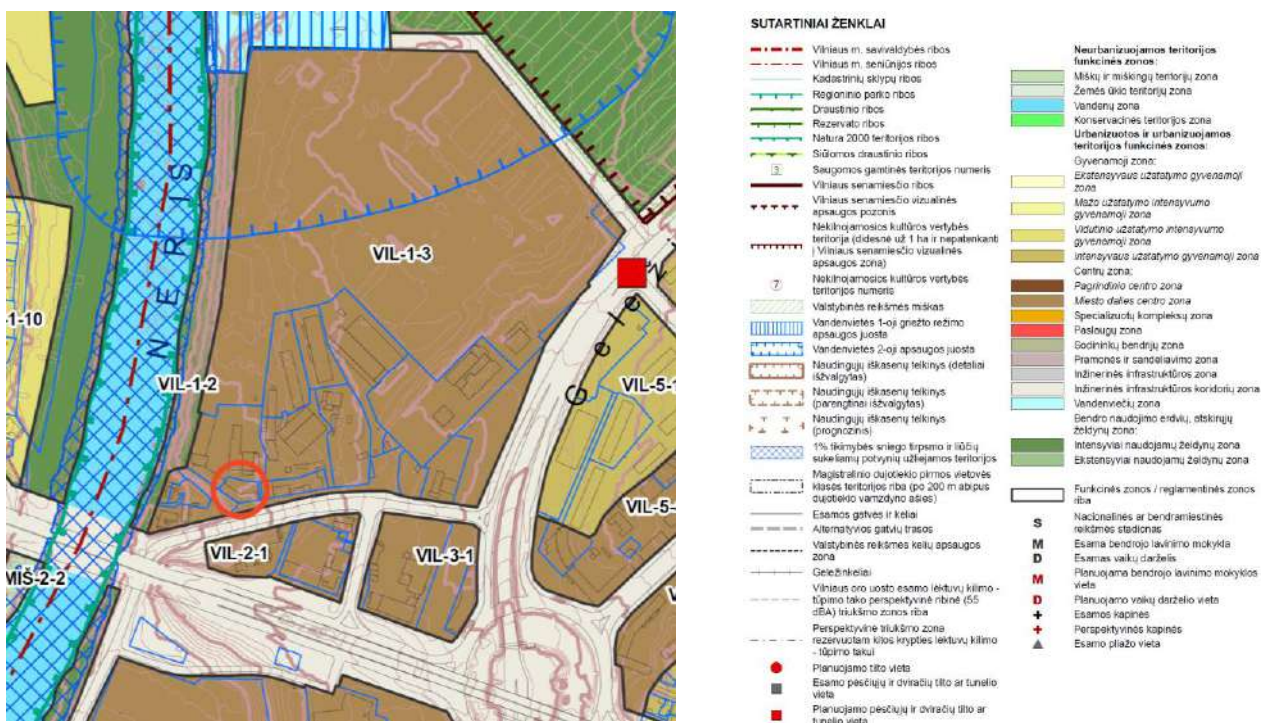 VIL-1-3
NERIS
1-10
Gele
VIL-5-1
VIL-1-2
VIL-5-
VIL-2-1
VIL-3-1
MIŠ-2-2
SUTARTINIAI ŽENKLAI
Vilniaus m. savivaldybės ribos
Vilniaus m. seniūnijos ribos
Kadastrinių sklypų ribos
Regioninio parko ribos
Draustinio ribos
Rezervato ribos
Natura 2000 teritorijos ribos
Siūlomos draustinio ribos
3
Saugomos gamtinės teritorijos numeris
Vilniaus senamiesčio ribos
Vilniaus senamiesčio vizualinės
apsaugos pozonis
Nekilnojamosios kultūros vertybės
teritorija (didesnė už 1 ha ir nepatenkanti
į Vilniaus senamiesčio vizualinės
apsaugos zoną)
7
Nekilnojamosios kultūros vertybės
teritorijos numeris
Valstybinės reikšmės miškas
Vandenvietės 1-oji griežto režimo
apsaugos juosta
Vandenvietės 2-oji apsaugos juosta
Naudingųjų iškasenų telkinys (detaliai
išžvalgytas)
Naudingųjų iškasenų telkinys
(parengtinai išžvalgytas)
Naudingųjų iškasenų telkinys
(prognozinis)
1% tikimybės sniego tirpsmo ir liūčių
sukeliamų potvynių užliejamos teritorijos
Magistralinio dujotiekio pirmos vietovės
klasės teritorijos riba (po 200 m abipus
dujotiekio vamzdyno ašies)
Esamos gatvės ir keliai
Alternatyvios gatvių trasos
Valstybinės reikšmės kelių apsaugos
zona
Geležinkeliai
Vilniaus oro uosto esamo lėktuvų kilimo -
tūpimo tako perspektyvinė ribinė (55
dBA) triukšmo zonos riba
Perspektyvinė triukšmo zona
rezervuotam kitos krypties lėktuvų kilimo
- tūpimo takui
Planuojamo tilto vieta
Esamo pėsčiųjų ir dviračių tilto ar tunelio
vieta
Planuojamo pėsčiųjų ir dviračių tilto ar
tunelio vieta
Neurbanizuojamos teritorijos
funkcinės zonos:
Miškų ir miškingų teritorijų zona
Žemės ūkio teritorijų zona
Vandenų zona
Konservacinės teritorijos zona
Urbanizuotos ir urbanizuojamos
teritorijos funkcinės zonos:
Gyvenamoji zona:
Ekstensyvaus užstatymo gyvenamoji
zona
Mažo užstatymo intensyvumo
gyvenamoji zona
Vidutinio užstatymo intensyvumo
gyvenamoji zona
Intensyvaus užstatymo gyvenamoji zona
Centrų zona:
Pagrindinio centro zona
Miesto dalies centro zona
Specializuotų kompleksų zona
Paslaugų zona
Sodininkų bendrijų zona
Pramonės ir sandėliavimo zona
Inžinerinės infrastruktūros zona
Inžinerinės infrastruktūros koridorių zona
Vandenviečių zona
Bendro naudojimo erdvių, atskirųjų
želdynų zona:
Intensyviai naudojamų želdynų zona
Ekstensyviai naudojamų želdynų zona
Funkcinės zonos / reglamentinės zonos
riba
S Nacionalinės ar bendramiestinės
reikšmės stadionas
M Esama bendrojo lavinimo mokykla
D Esamas vaikų darželis
M Planuojama bendrojo lavinimo mokyklos
vieta
D Planuojamo vaikų darželio vieta
Esamos kapinės
Perspektyvinės kapinės
Esamo pliažo vieta